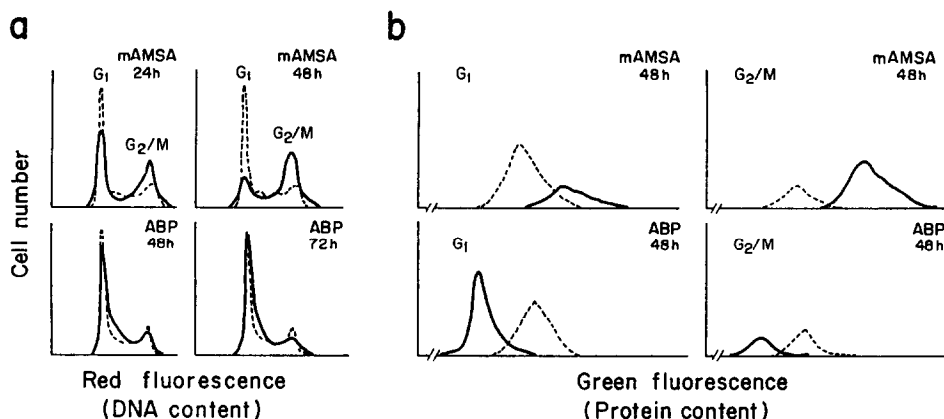 a
b
mAMSA
24h
G₁
G₂/M
mAMSA
48h
G₁
G₂/M
ABP
48h
ABP
72h
Cell number
Red fluorescence
(DNA content)
mAMSA
48h
G₁
mAMSA
48h
G₂/M
ABP
48h
G₁
ABP
48h
G₂/M
Green fluorescence
(Protein content)